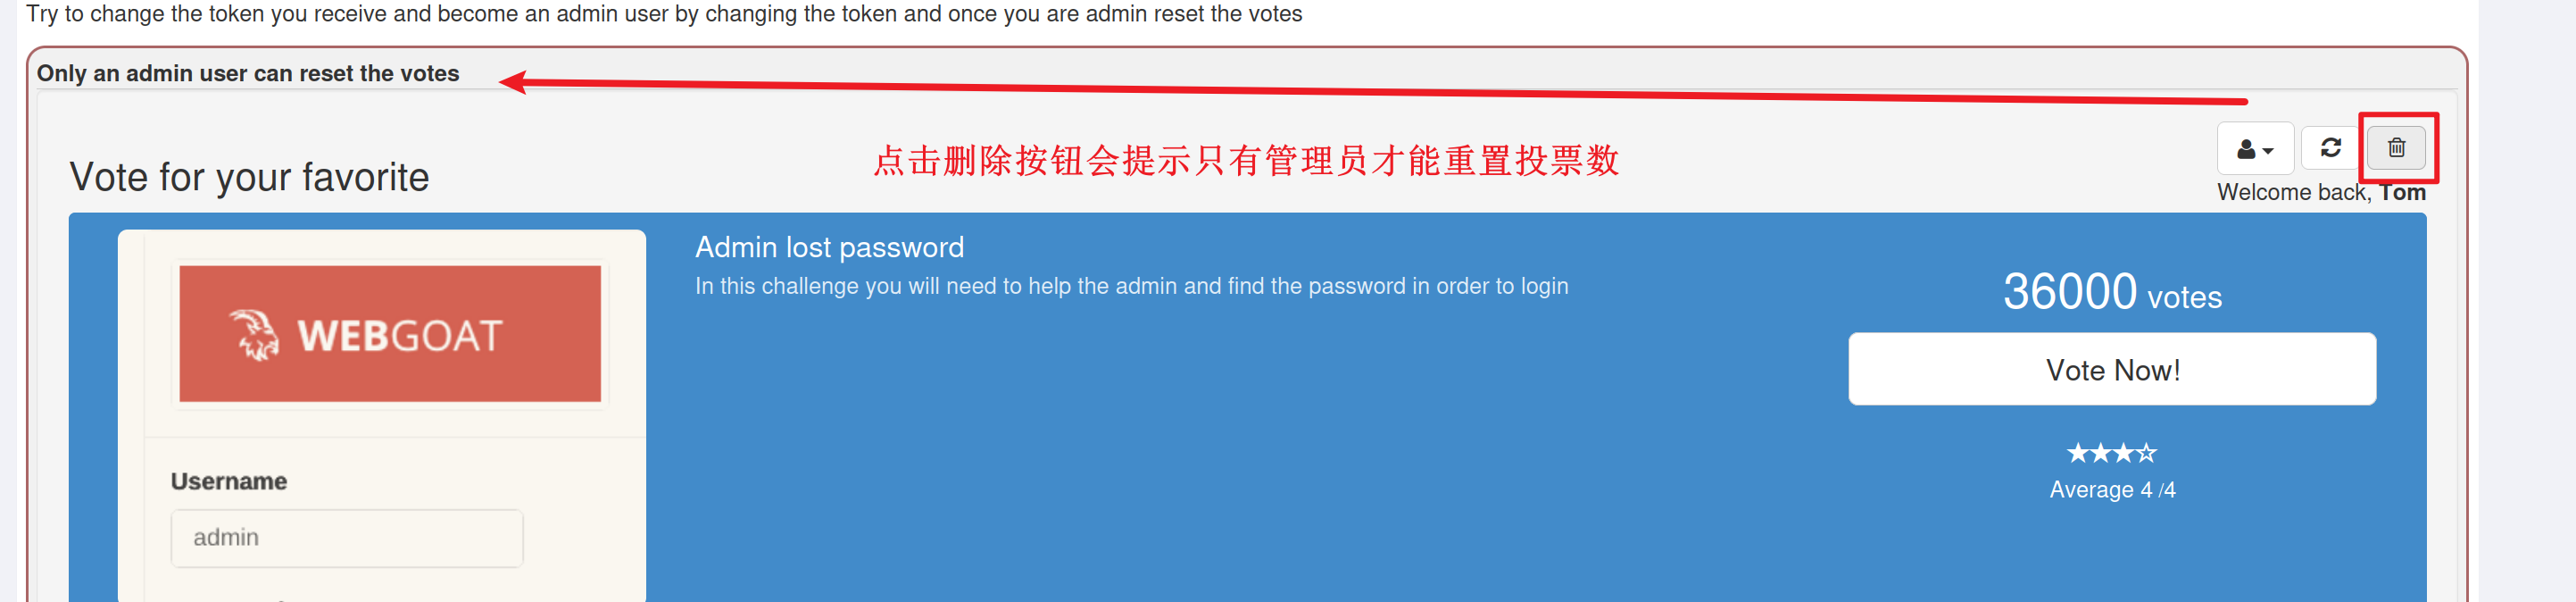 Try to change the token you receive and become an admin user by changing the token and once you are admin reset the votes
Only an admin user can reset the votes
点击删除按钮会提示只有管理员才能重置投票数
Vote for your favorite
Welcome back, Tom
WEBGOAT
Admin lost password
In this challenge you will need to help the admin and find the password in order to login
36000 votes
Vote Now!
Average 4 /4
Username
admin